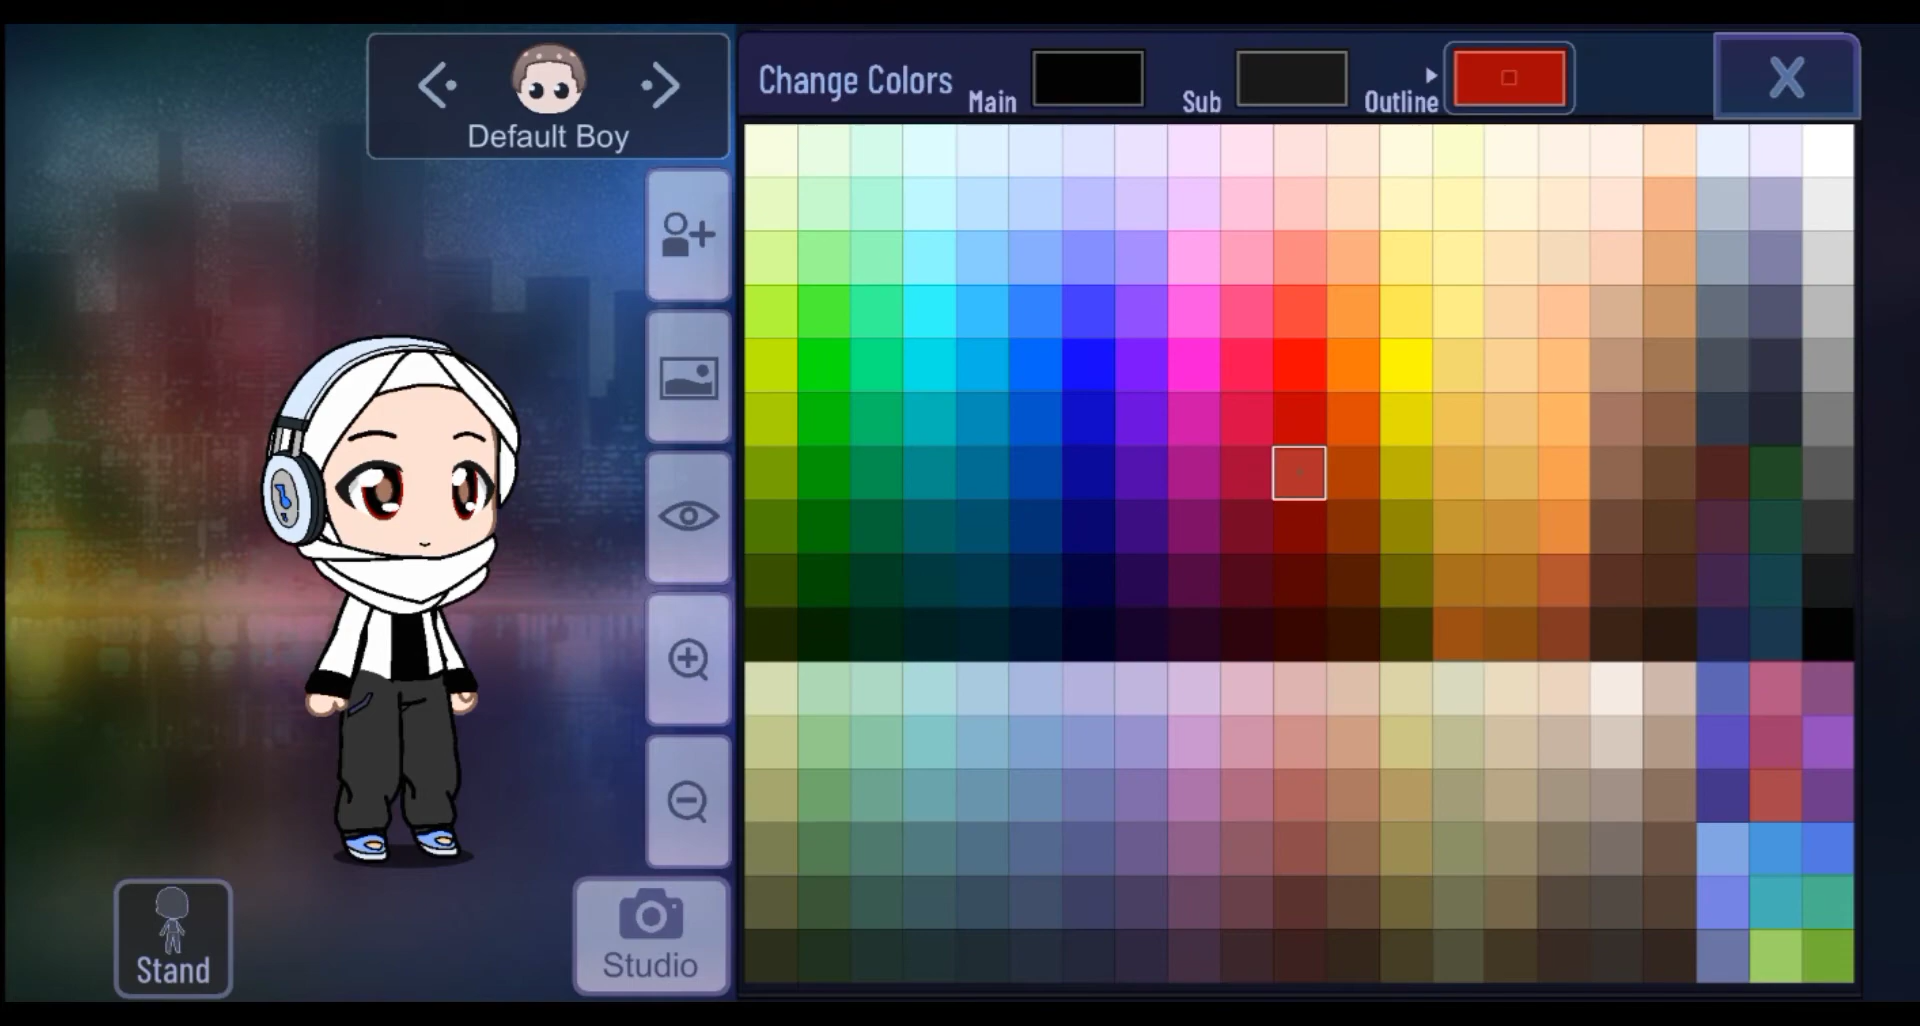 Default Boy
Change Colors
Main
Sub
Outline
X
Stand
Studio